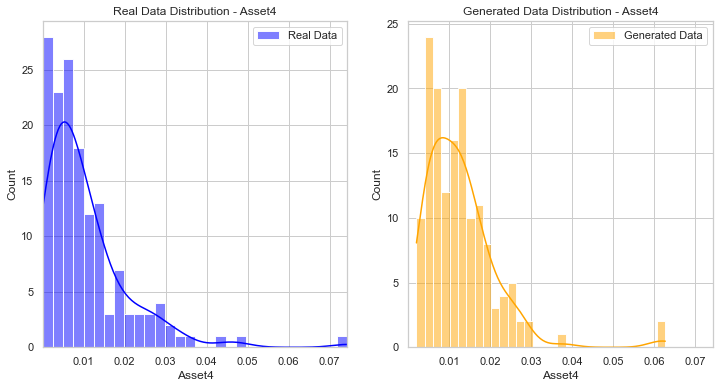 Real Data Distribution - Asset4
Real Data
Count
25
20
15
10
5
0
0.01 0.02 0.03 0.04 0.05 0.06 0.07
Asset4
Generated Data Distribution - Asset4
Generated Data
Count
25
20
15
10
5
0
0.01 0.02 0.03 0.04 0.05 0.06 0.07
Asset4